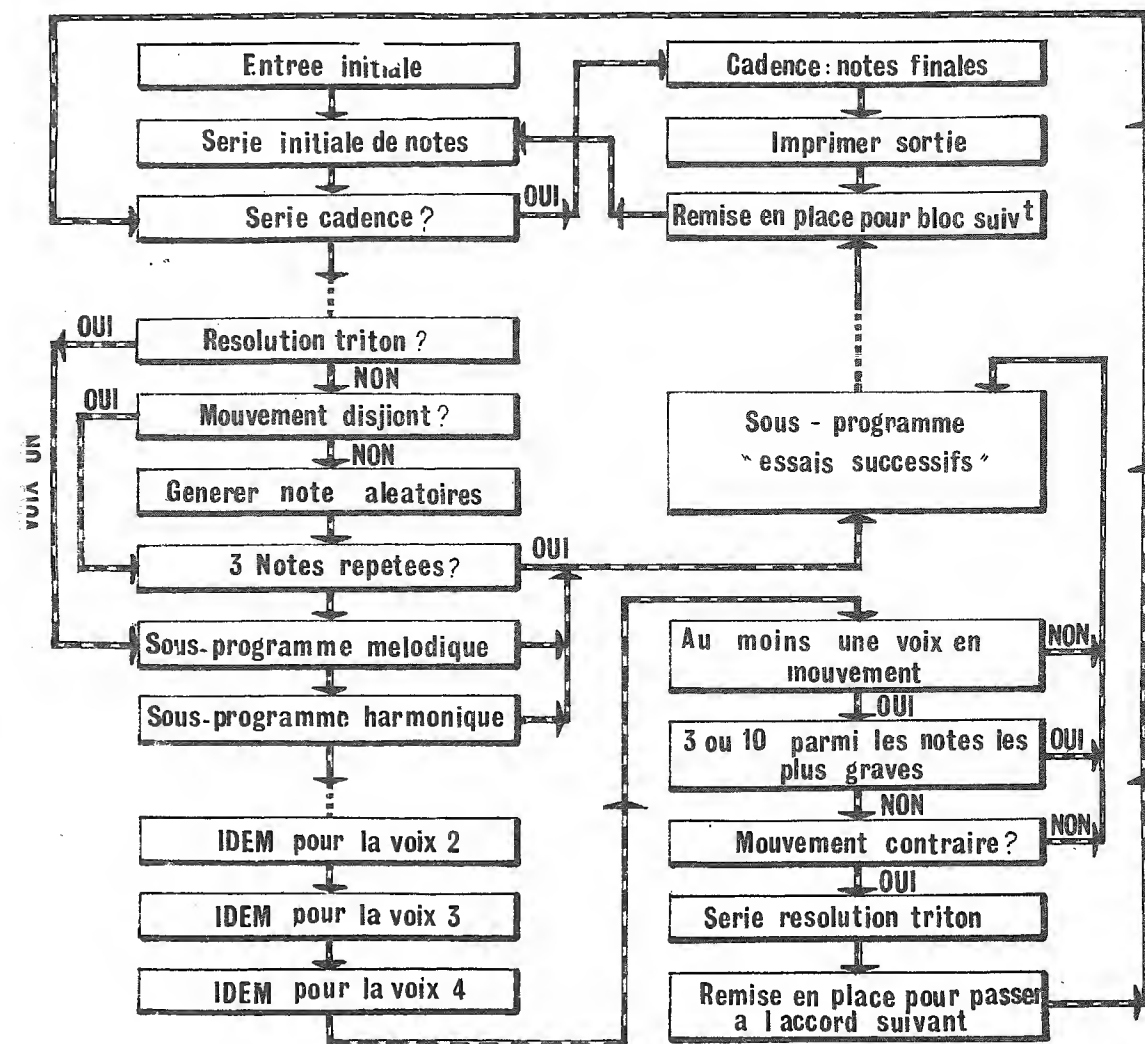 Entree initiale
Serie initiale de notes
Serie cadence ?
OUI
Resolution triton ?
OUI
NON
Mouvement disjiont ?
OUI
NON
Generer note aleatoires
VOIX UN
3 Notes repetees ?
OUI
Sous-programme melodique
Sous-programme harmonique
IDEM pour la voix 2
IDEM pour la voix 3
IDEM pour la voix 4
Cadence : notes finales
Imprimer sortie
Remise en place pour bloc suivt
Sous - programme
" essais successifs "
Au moins une voix en
mouvement
NON
OUI
3 ou 10 parmi les notes les
plus graves
OUI
NON
Mouvement contraire ?
NON
OUI
Serie resolution triton
Remise en place pour passer
a l accord suivant